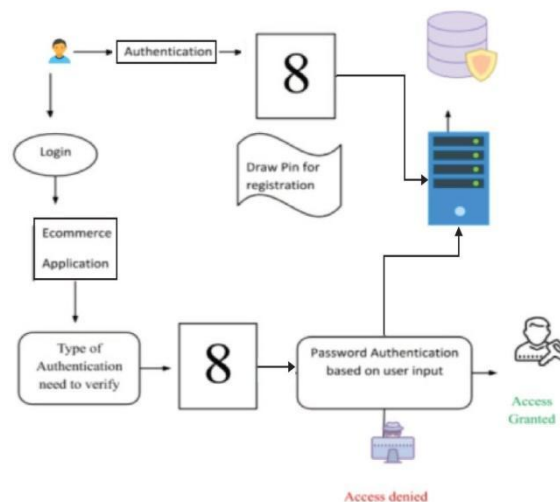 Authentication
8
Draw Pin for
registration
Login
Ecommerce
Application
Type of
Authentication
need to verify
8
Password Authentication
based on user input
Access
Granted
Access denied